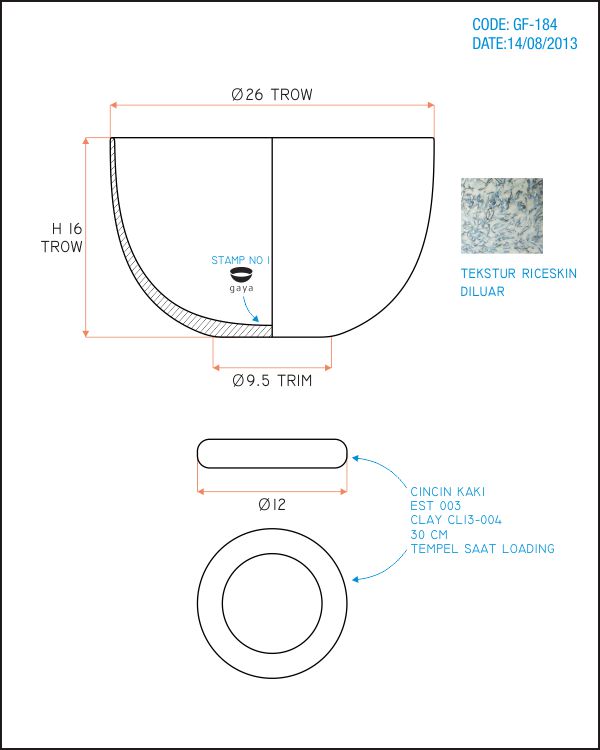 CODE: GF-184
DATE:14/08/2013
Ø26 TROW
H 16
TROW
STAMP NO 1
gaya
TEKSTUR RICESKIN
DILUAR
Ø9.5 TRIM
Ø12
CINCIN KAKI
EST 003
CLAY CL13-004
30 CM
TEMPEL SAAT LOADING